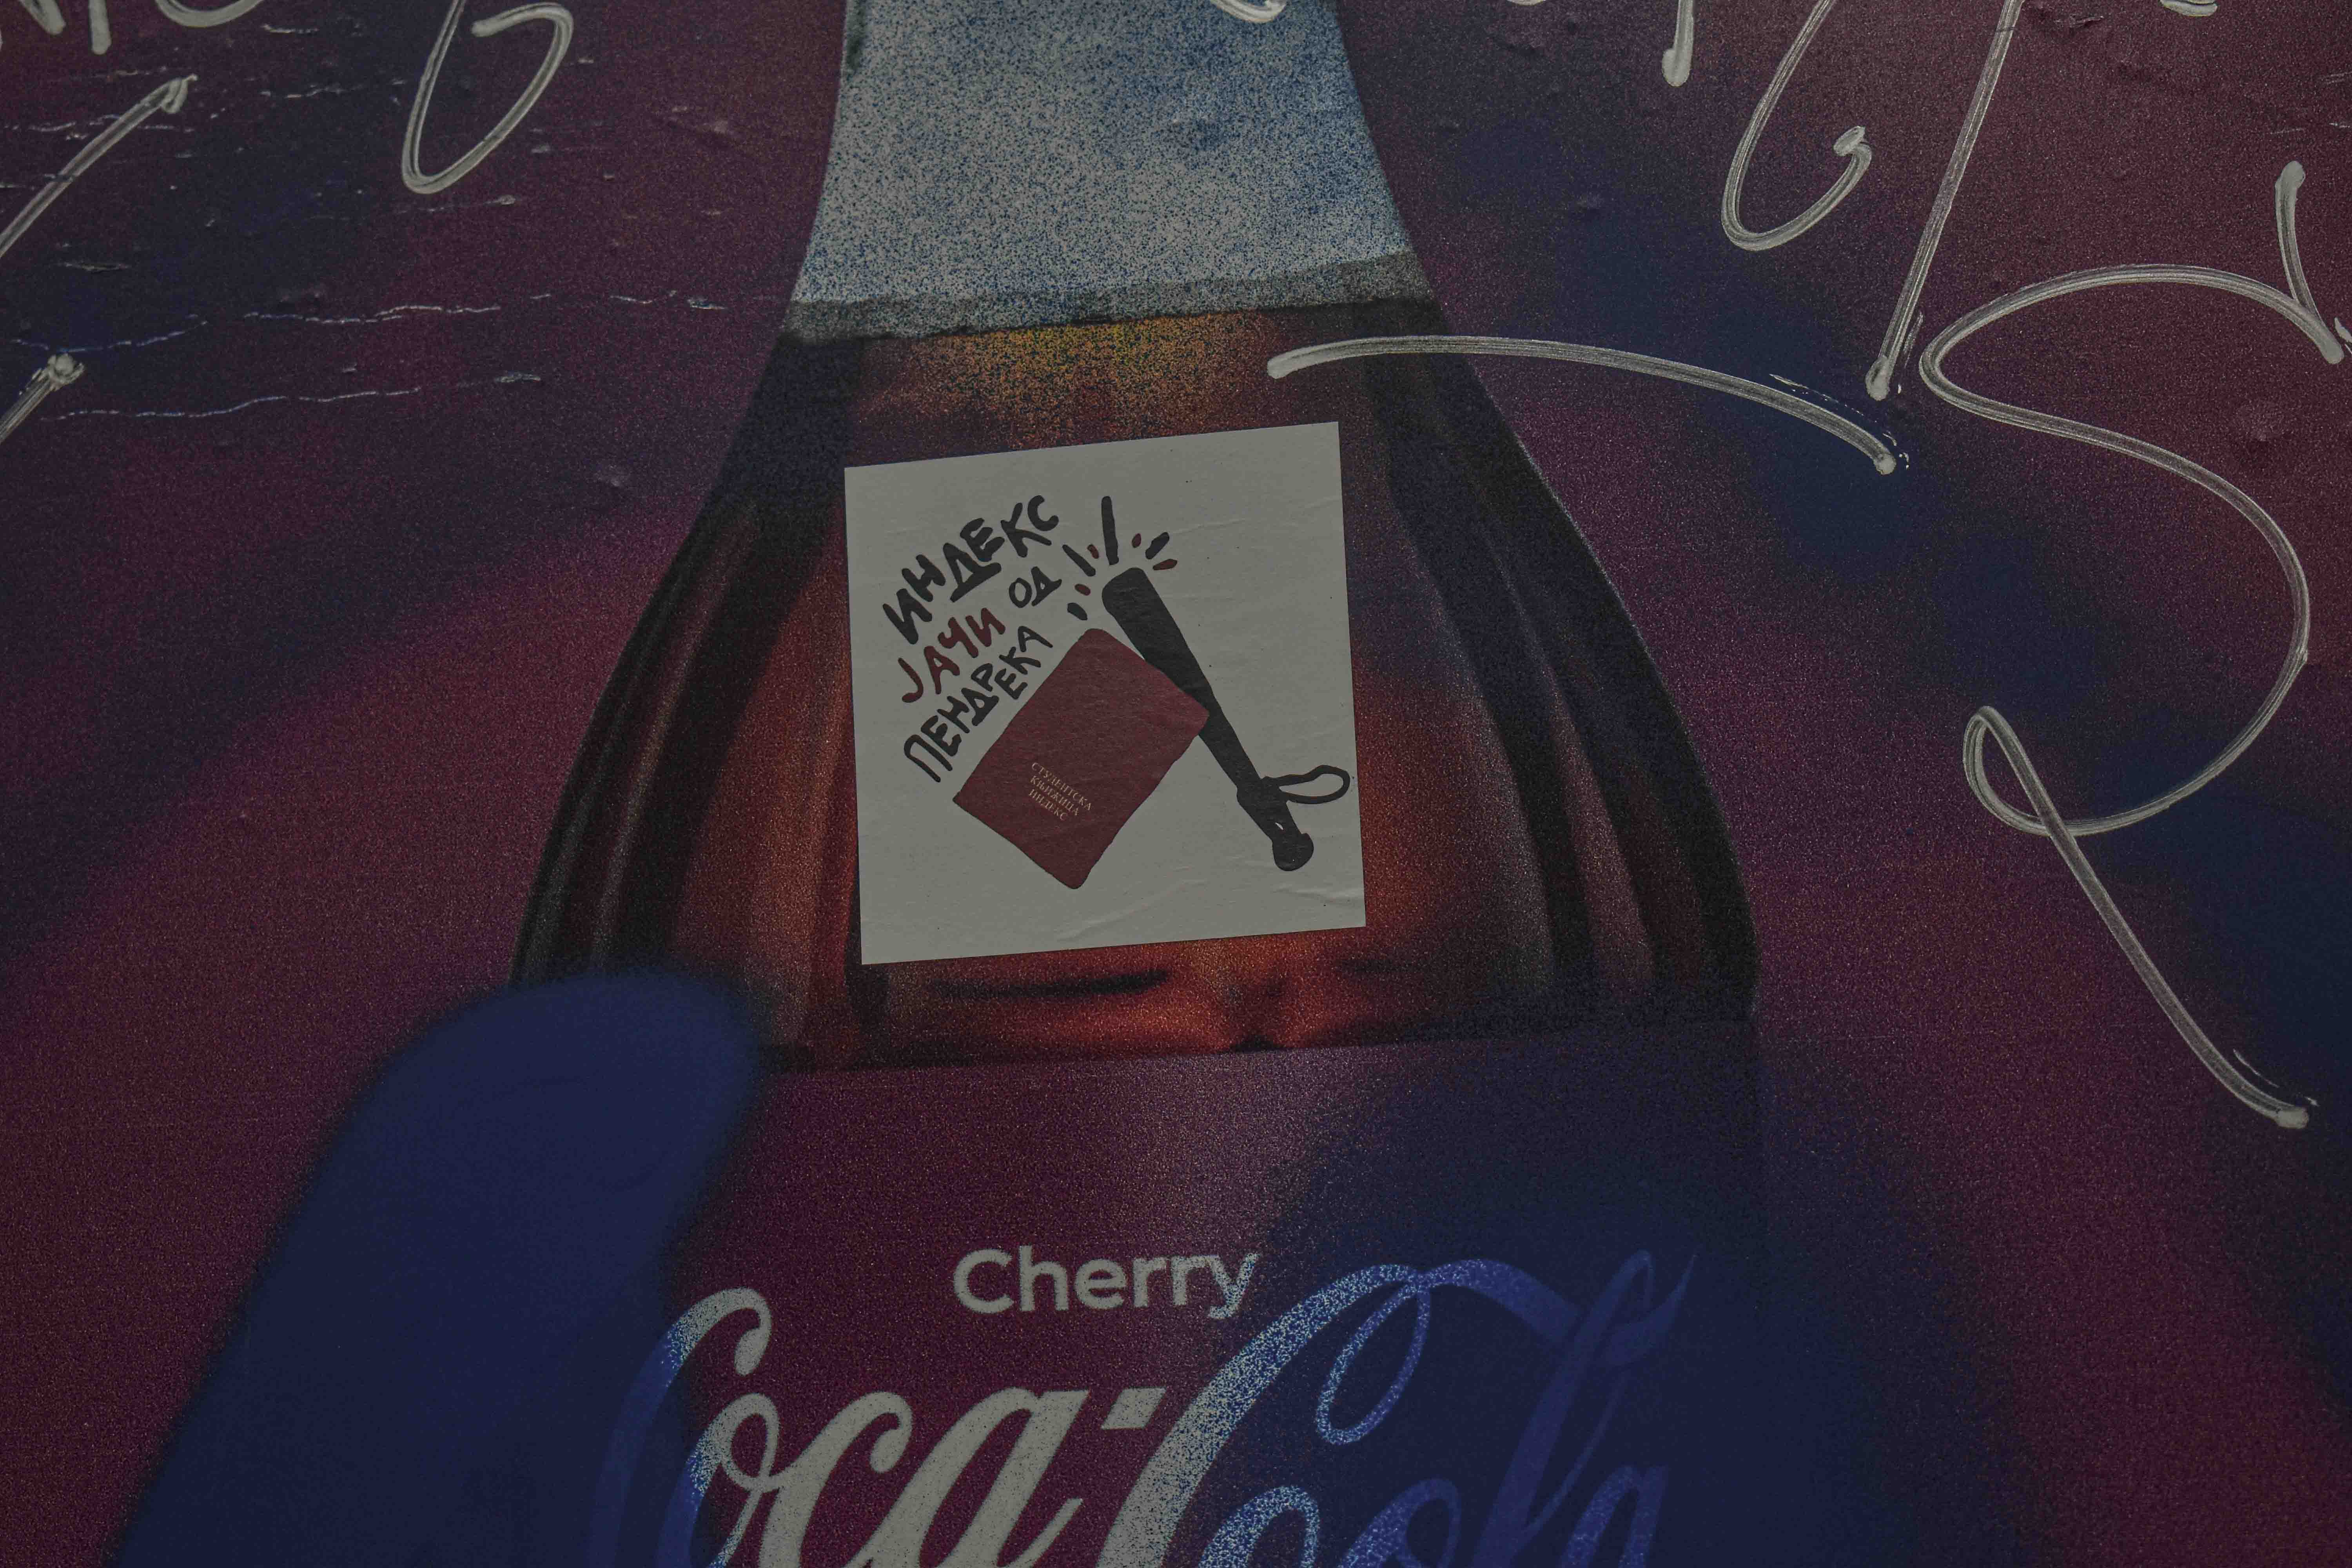 ИНДЕКС
ЈАЧИ ОД
ПЕНДРЕКА
СТУДЕНТСКА
КЊИЖИЦА
ИНДЕКС
Cherry
Coca-Cola